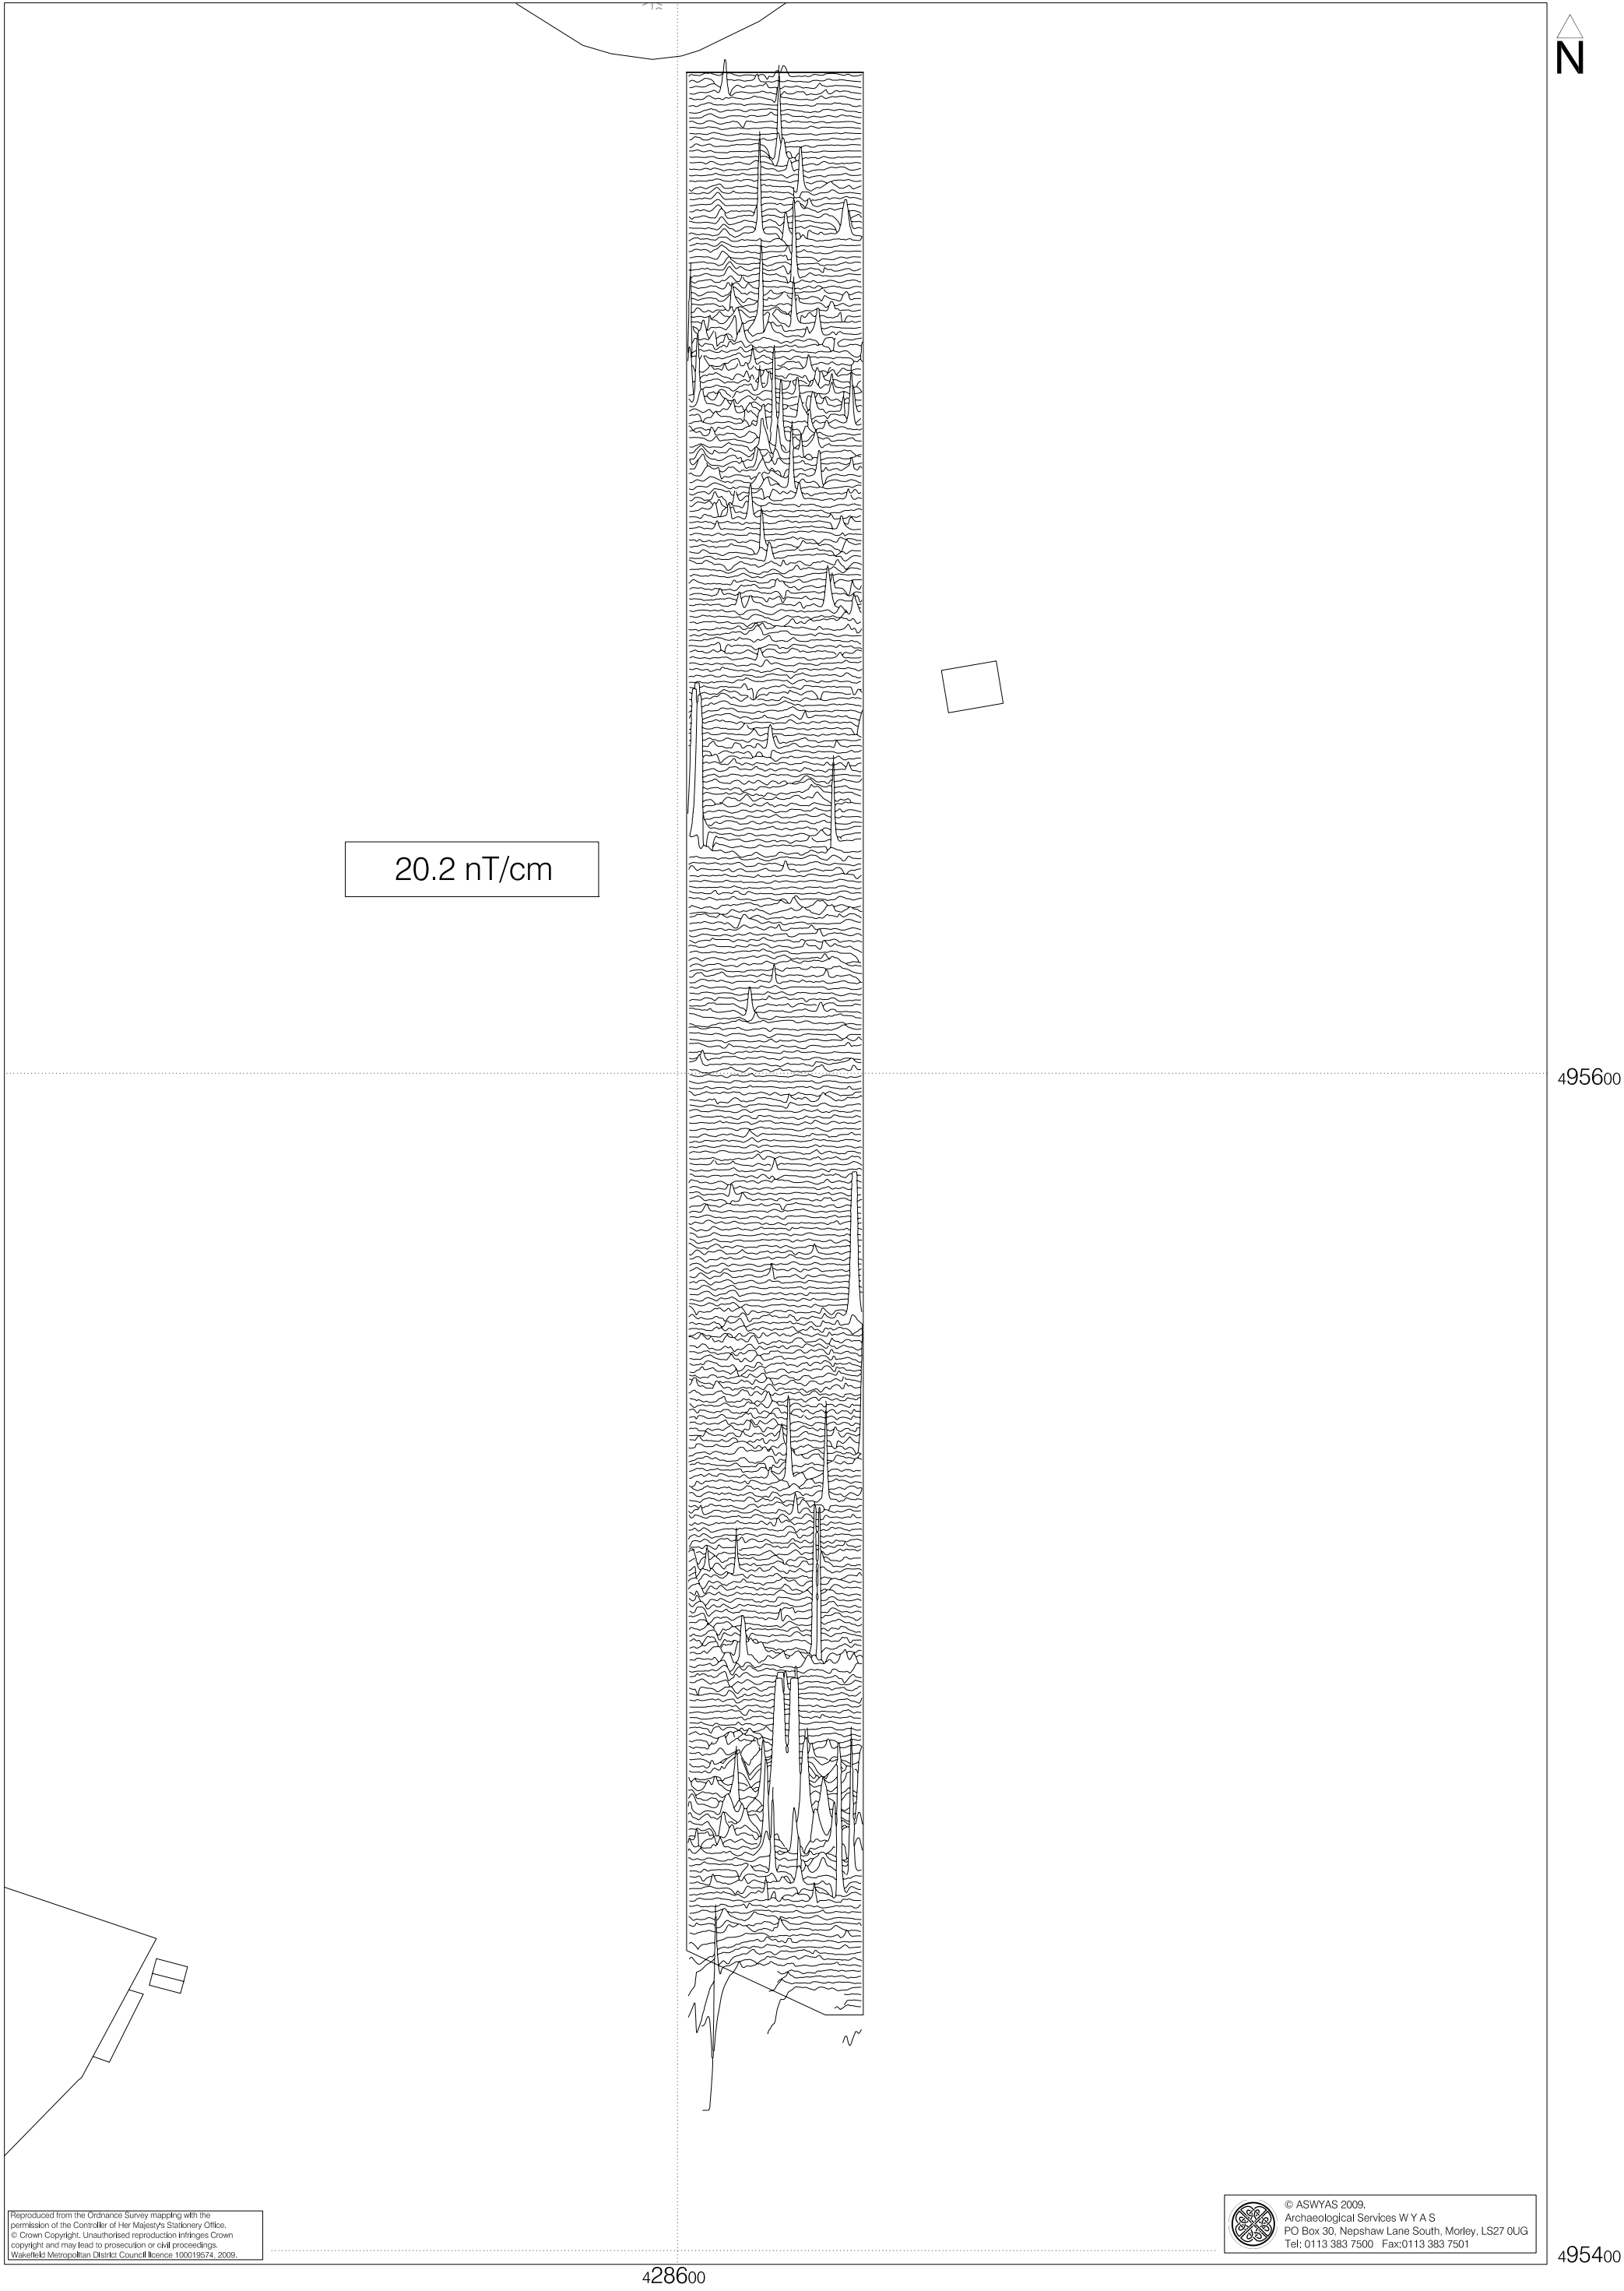 N
20.2 nT/cm
495600
Reproduced from the Ordnance Survey mapping with the
permission of the Controller of Her Majesty's Stationery Office.
© Crown Copyright. Unauthorised reproduction infringes Crown
copyright and may lead to prosecution or civil proceedings.
Wakefield Metropolitan District Council licence 100019574, 2009.
© ASWYAS 2009.
Archaeological Services W Y A S
PO Box 30, Nepshaw Lane South, Morley, LS27 0UG
Tel: 0113 383 7500 Fax:0113 383 7501
495400
428600